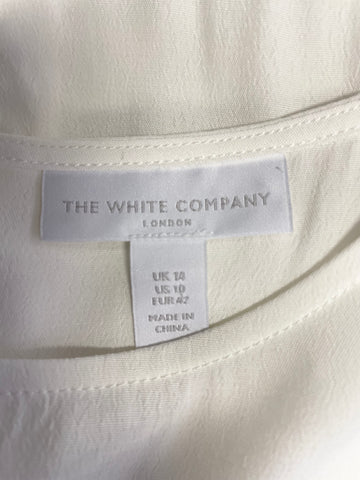 THE WHITE COMPANY
LONDON
UK 14
US 10
EUR 42
MADE IN
CHINA